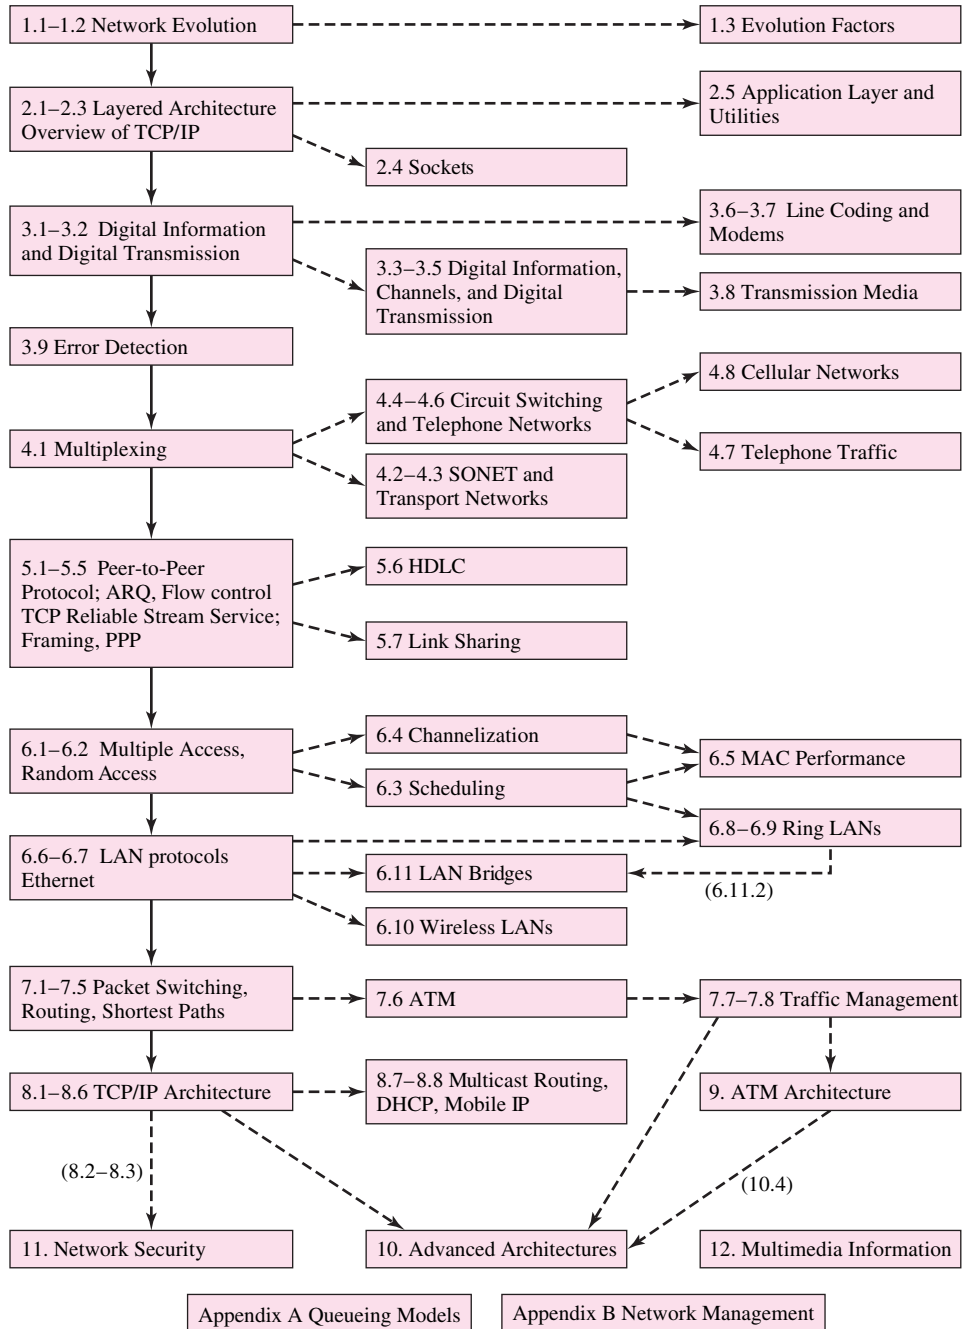 1.1–1.2 Network Evolution
1.3 Evolution Factors
2.1–2.3 Layered Architecture
Overview of TCP/IP
2.5 Application Layer and
Utilities
2.4 Sockets
3.1–3.2 Digital Information
and Digital Transmission
3.6–3.7 Line Coding and
Modems
3.3–3.5 Digital Information,
Channels, and Digital
Transmission
3.8 Transmission Media
3.9 Error Detection
4.8 Cellular Networks
4.4–4.6 Circuit Switching
and Telephone Networks
4.1 Multiplexing
4.7 Telephone Traffic
4.2–4.3 SONET and
Transport Networks
5.1–5.5 Peer-to-Peer
Protocol; ARQ, Flow control
TCP Reliable Stream Service;
Framing, PPP
5.6 HDLC
5.7 Link Sharing
6.1–6.2 Multiple Access,
Random Access
6.4 Channelization
6.5 MAC Performance
6.3 Scheduling
6.8–6.9 Ring LANs
6.6–6.7 LAN protocols
Ethernet
6.11 LAN Bridges
(6.11.2)
6.10 Wireless LANs
7.1–7.5 Packet Switching,
Routing, Shortest Paths
7.6 ATM
7.7–7.8 Traffic Management
8.1–8.6 TCP/IP Architecture
8.7–8.8 Multicast Routing,
DHCP, Mobile IP
9. ATM Architecture
(8.2–8.3)
(10.4)
11. Network Security
10. Advanced Architectures
12. Multimedia Information
Appendix A Queueing Models
Appendix B Network Management